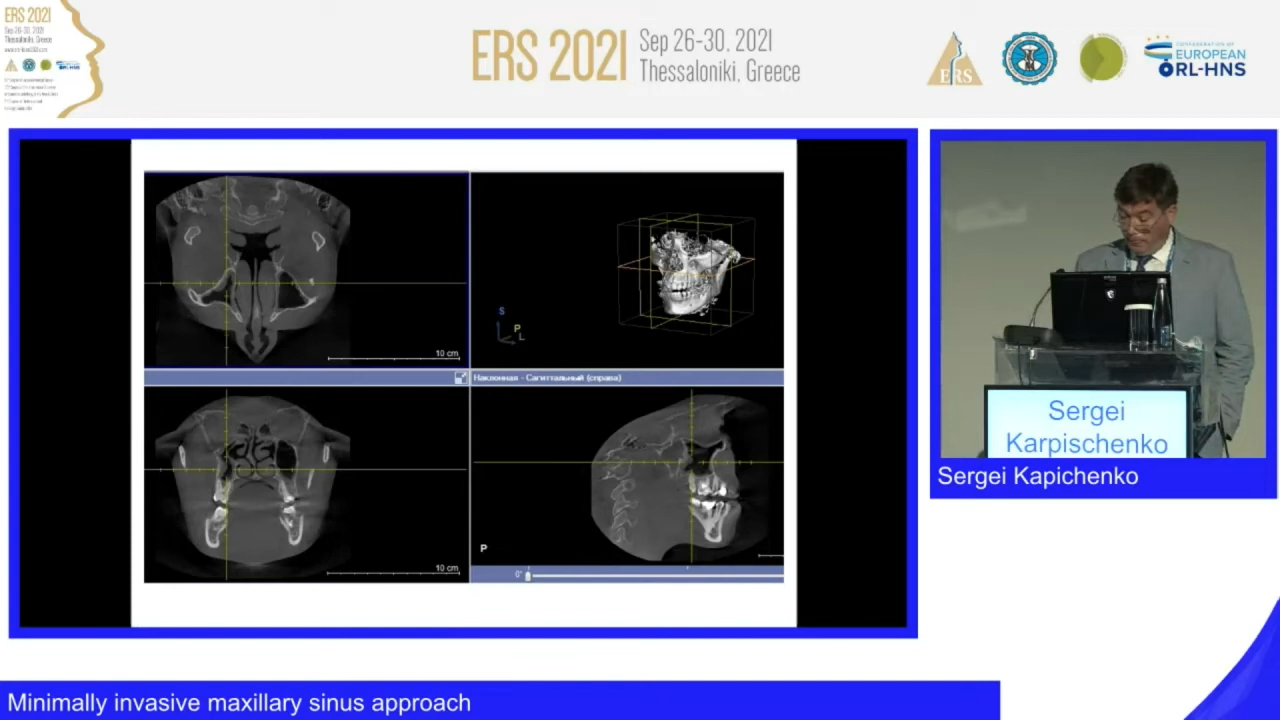 ERS 2021
Sep 26-30, 2021
Thessaloniki, Greece
ERS 2021
Sep 26-30, 2021
Thessaloniki, Greece
ERS
CONFEDERATION OF
EUROPEAN
ORL-HNS
10 cm
S
P
L
Наклонная - Сагиттальный (справа)
10 cm
P
0°
Sergei
Karpischenko
Sergei Kapichenko
Minimally invasive maxillary sinus approach